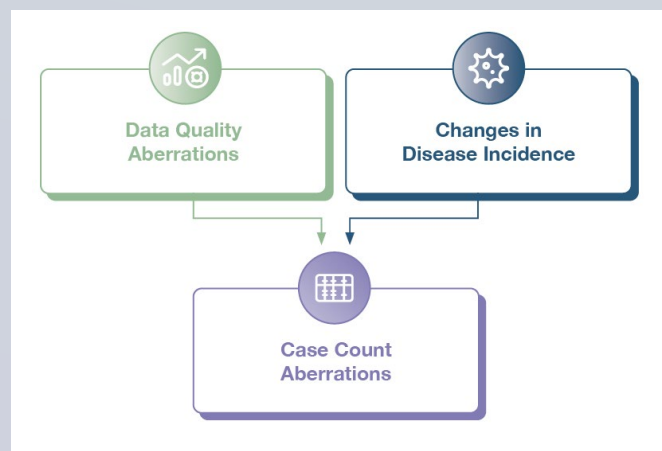 Data Quality
Aberrations
Changes in
Disease Incidence
Case Count
Aberrations